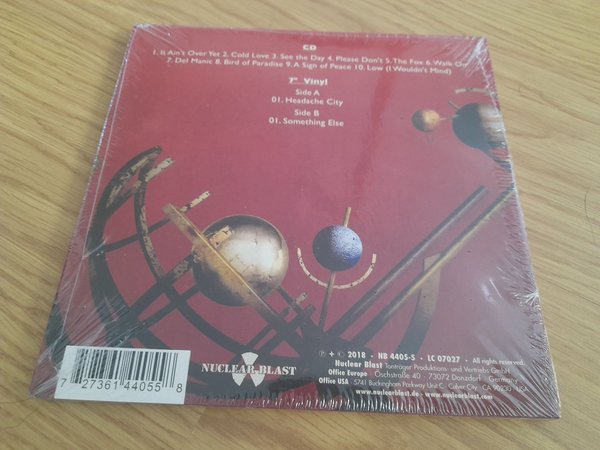 CD
1. It Ain't Over Yet 2. Cold Love 3. See the Day 4. Please Don't 5. The Fox 6. Walk On
7. Del Manic 8. Bird of Paradise 9. A Sign of Peace 10. Low (I Wouldn't Mind)
7" Vinyl
Side A
01. Headache City
Side B
01. Something Else
NUCLEAR BLAST
7 27361 44055 8
℗ + © 2018 · NB 4405-5 · LC 07027 · All rights reserved.
Nuclear Blast Tonträger Produktions- und Vertriebs GmbH
Office Europe Oschstraße 40 · 73072 Donzdorf · Germany
Office USA 5741 Buckingham Parkway Unit C · Culver City · CA 90230 · USA
www.nuclearblast.de · www.nuclearblast.com